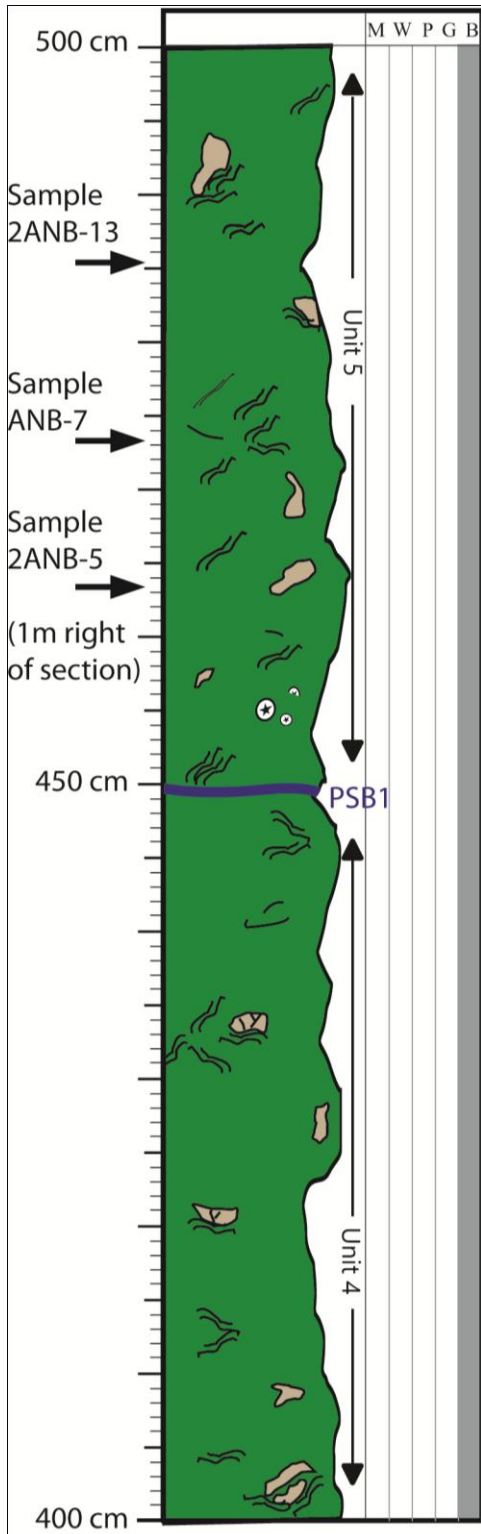 M W P G B
500 cm
Sample
2ANB-13
Unit 5
Sample
ANB-7
Sample
2ANB-5
(1m right
of section)
450 cm
PSB1
Unit 4
400 cm